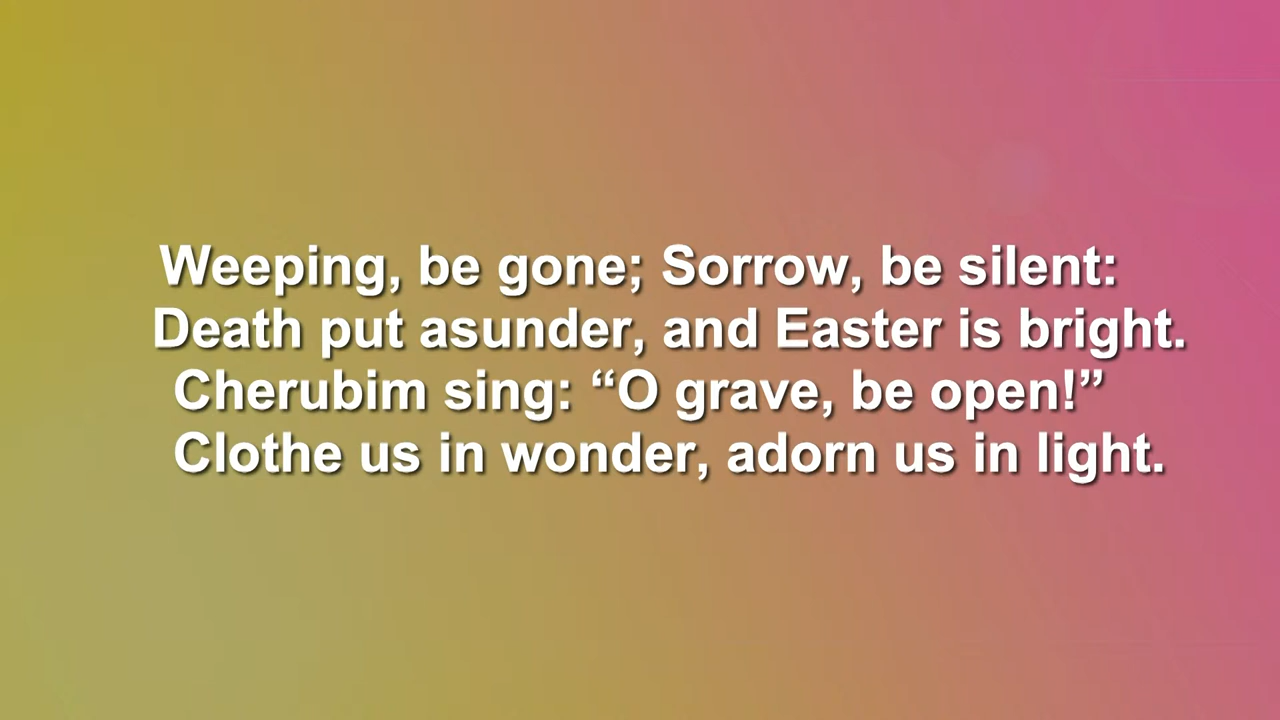 Weeping, be gone; Sorrow, be silent:
Death put asunder, and Easter is bright.
Cherubim sing: “O grave, be open!”
Clothe us in wonder, adorn us in light.